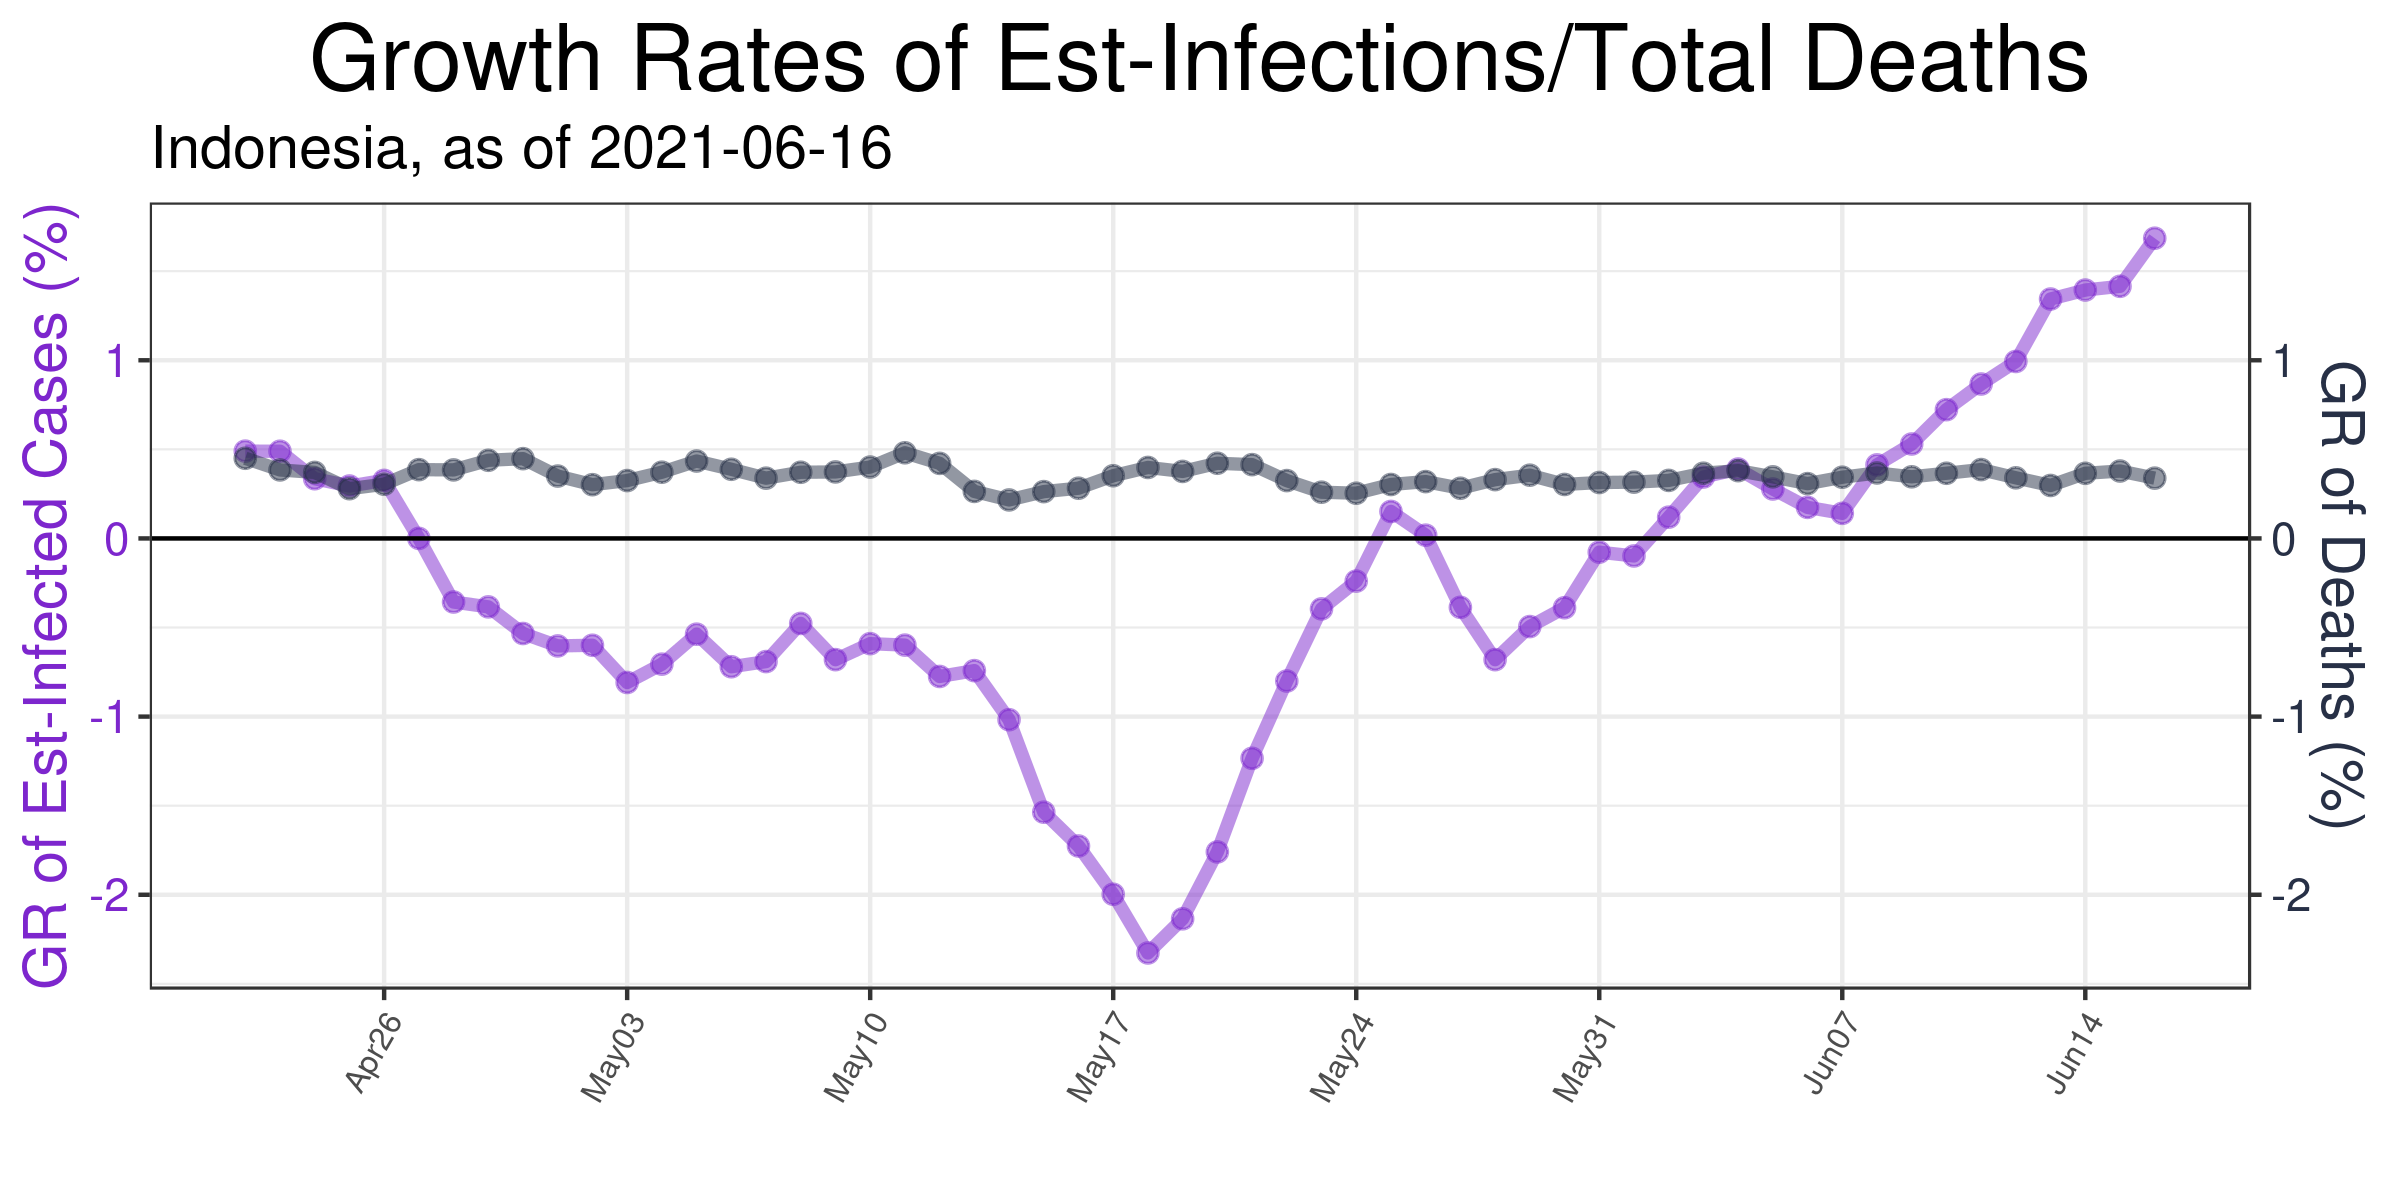 Growth Rates of Est-Infections/Total Deaths
Indonesia, as of 2021-06-16
GR of Est-Infected Cases (%)
1
0
-1
-2
1
0
-1
-2
GR of Deaths (%)
Apr26
May03
May10
May17
May24
May31
Jun07
Jun14